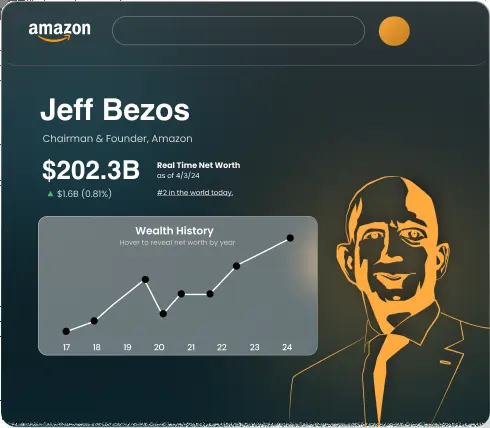 amazon
Jeff Bezos
Chairman & Founder, Amazon
$202.3B
Real Time Net Worth
as of 4/3/24
$1.6B (0.81%)
#2 in the world today.
Wealth History
Hover to reveal net worth by year
17 18 19 20 21 22 23 24